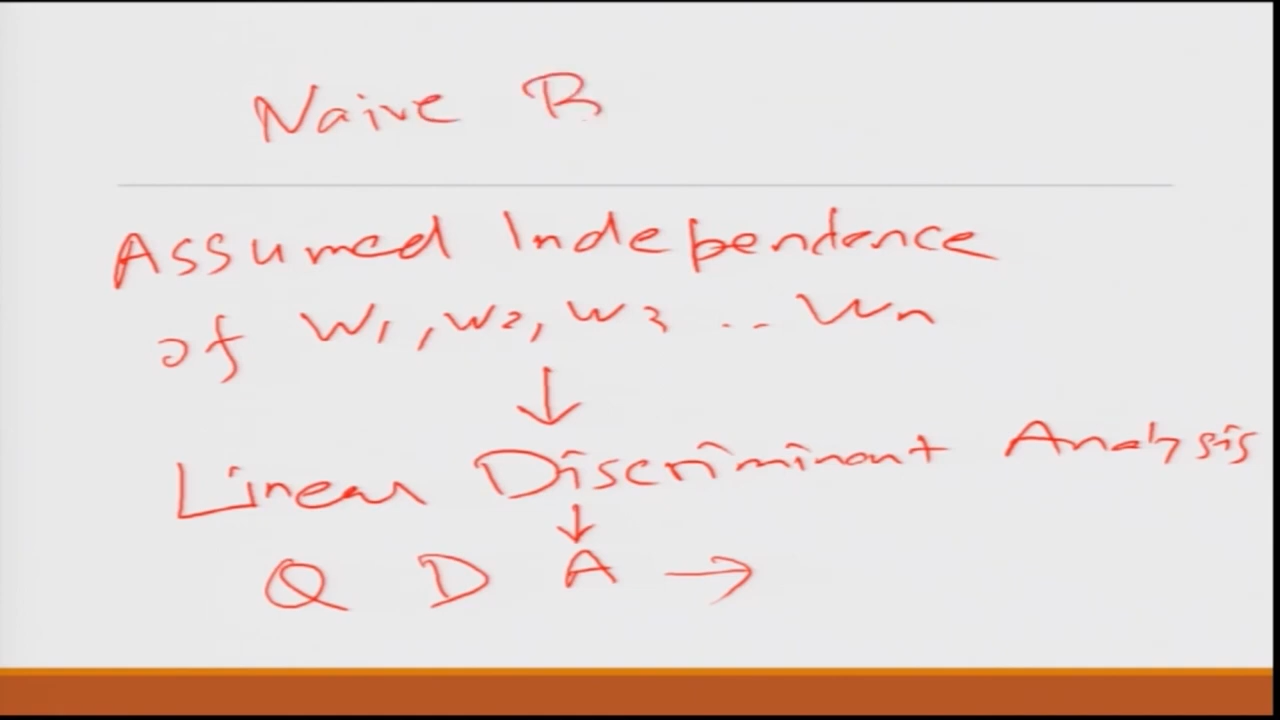 Naive B
Assumed Independence
of W1, W2, W3 .. Wn
↓
Linear Discriminant Analysis
↓
Q D A →